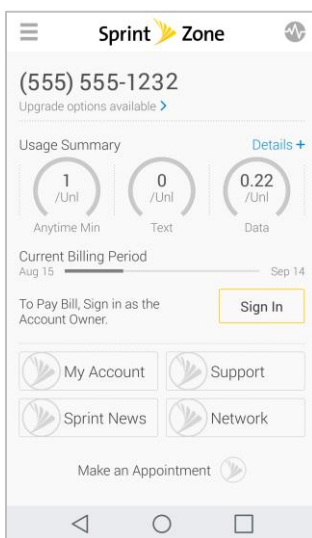 Sprint Zone
(555) 555-1232
Upgrade options available >
Usage Summary
Details +
1 0 0.22
/Unl /Unl /Unl
Anytime Min Text Data
Current Billing Period
Aug 15 Sep 14
To Pay Bill, Sign in as the
Account Owner.
Sign In
My Account Support
Sprint News Network
Make an Appointment